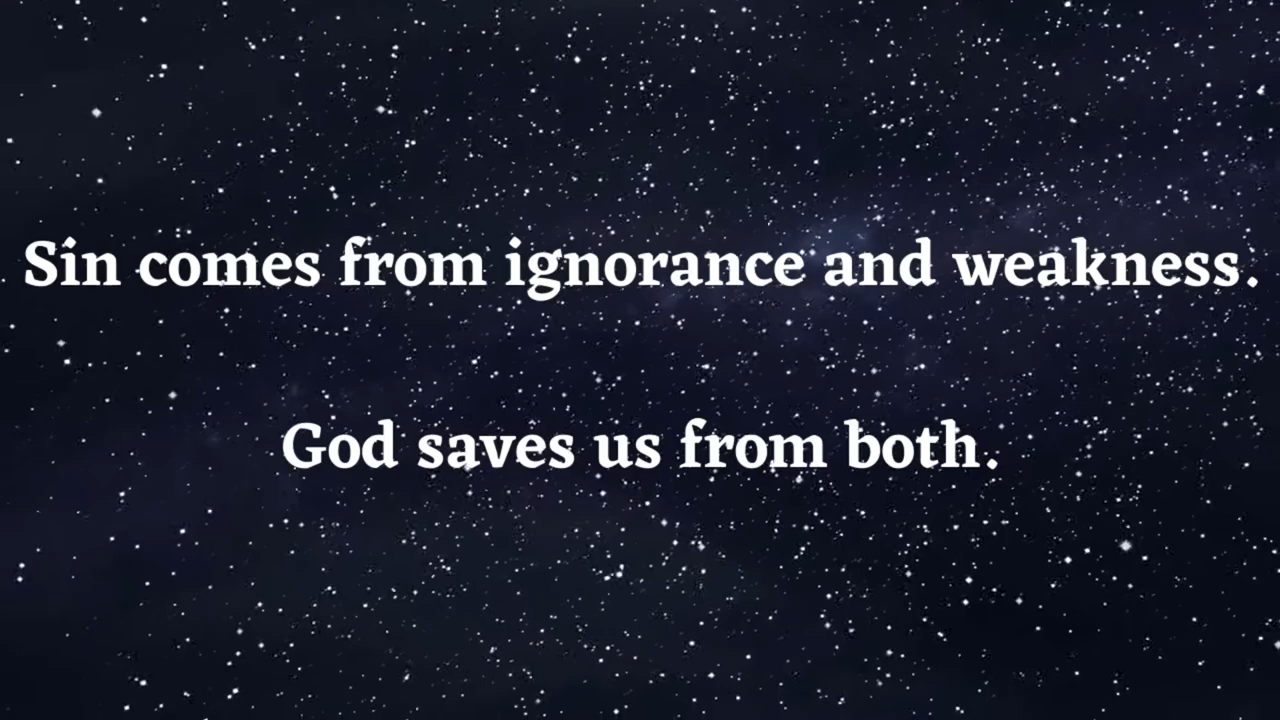 Sin comes from ignorance and weakness.
God saves us from both.